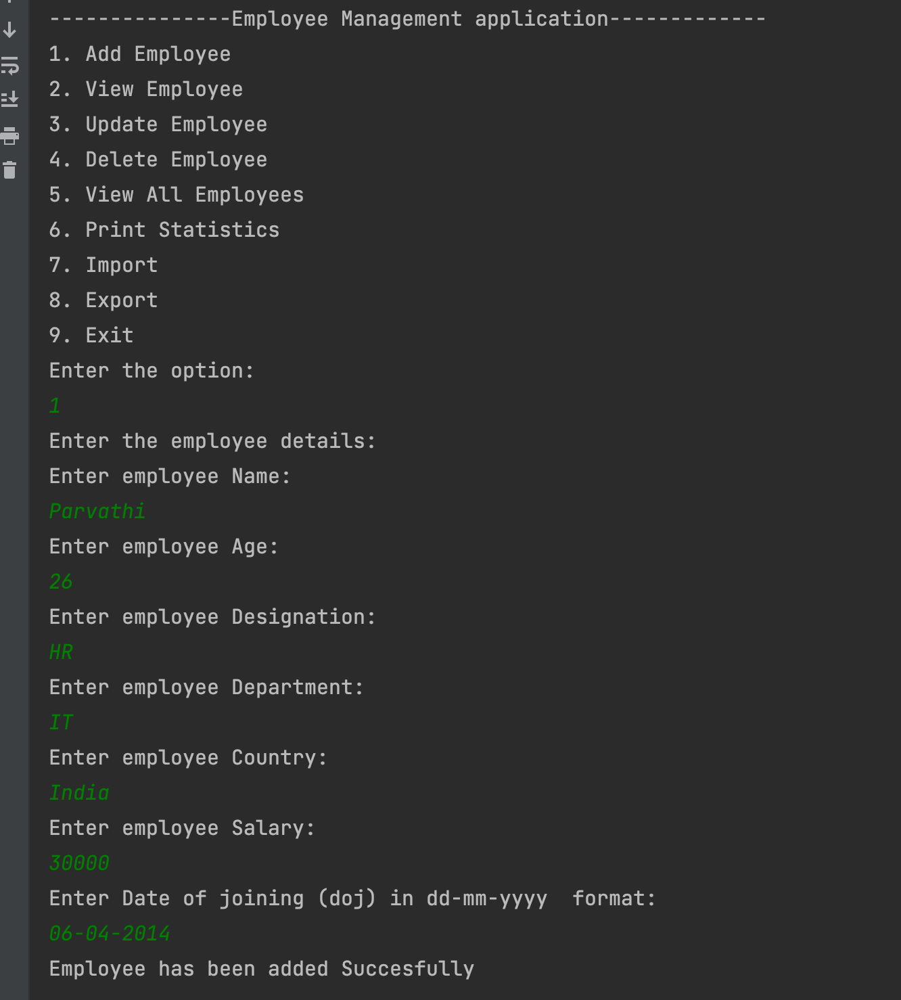 ---------------Employee Management application-------------
1. Add Employee
2. View Employee
3. Update Employee
4. Delete Employee
5. View All Employees
6. Print Statistics
7. Import
8. Export
9. Exit
Enter the option:
1
Enter the employee details:
Enter employee Name:
Parvathi
Enter employee Age:
26
Enter employee Designation:
HR
Enter employee Department:
IT
Enter employee Country:
India
Enter employee Salary:
30000
Enter Date of joining (doj) in dd-mm-yyyy  format:
06-04-2014
Employee has been added Succesfully